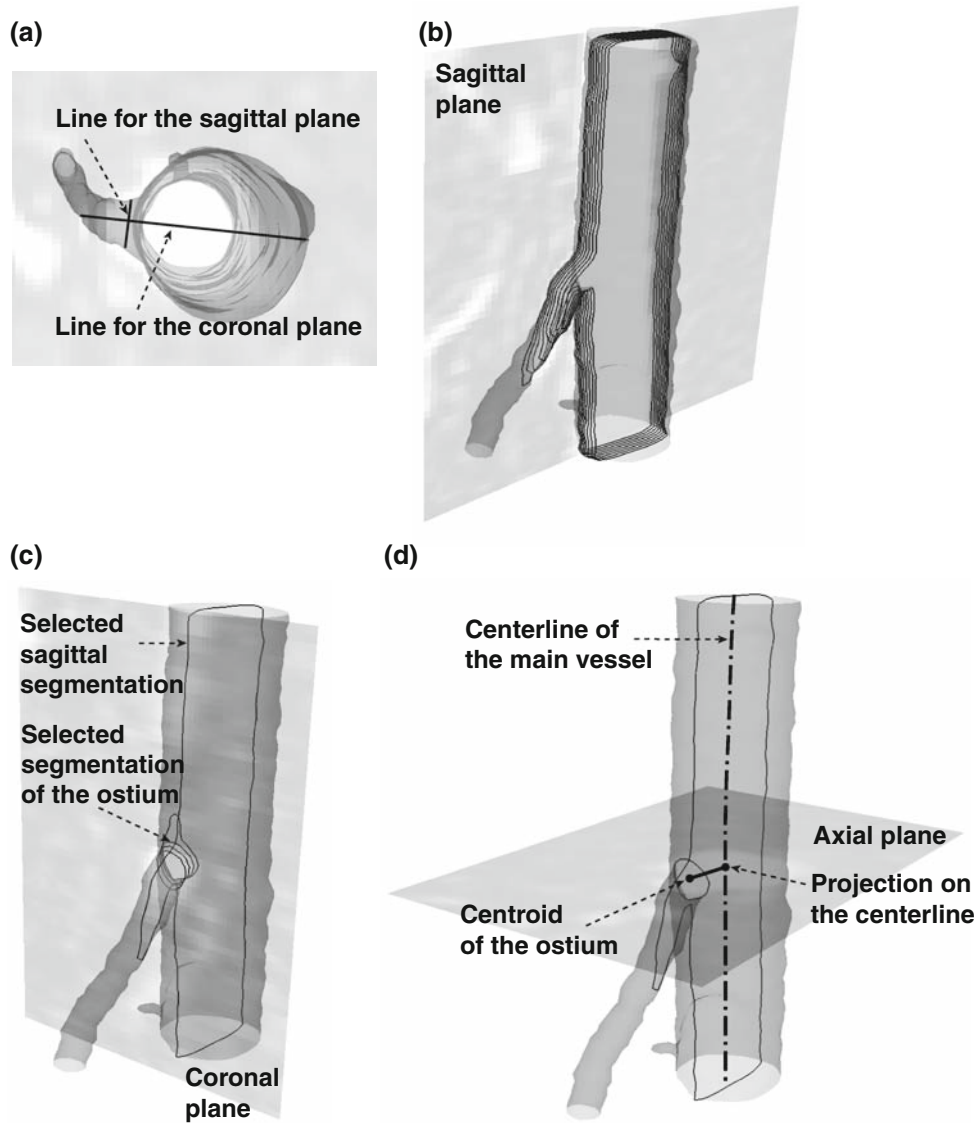 (a)
Line for the sagittal plane
Line for the coronal plane
(b)
Sagittal
plane
(c)
Selected
sagittal
segmentation
Selected
segmentation
of the ostium
Coronal
plane
(d)
Centerline of
the main vessel
Axial plane
Projection on
the centerline
Centroid
of the ostium